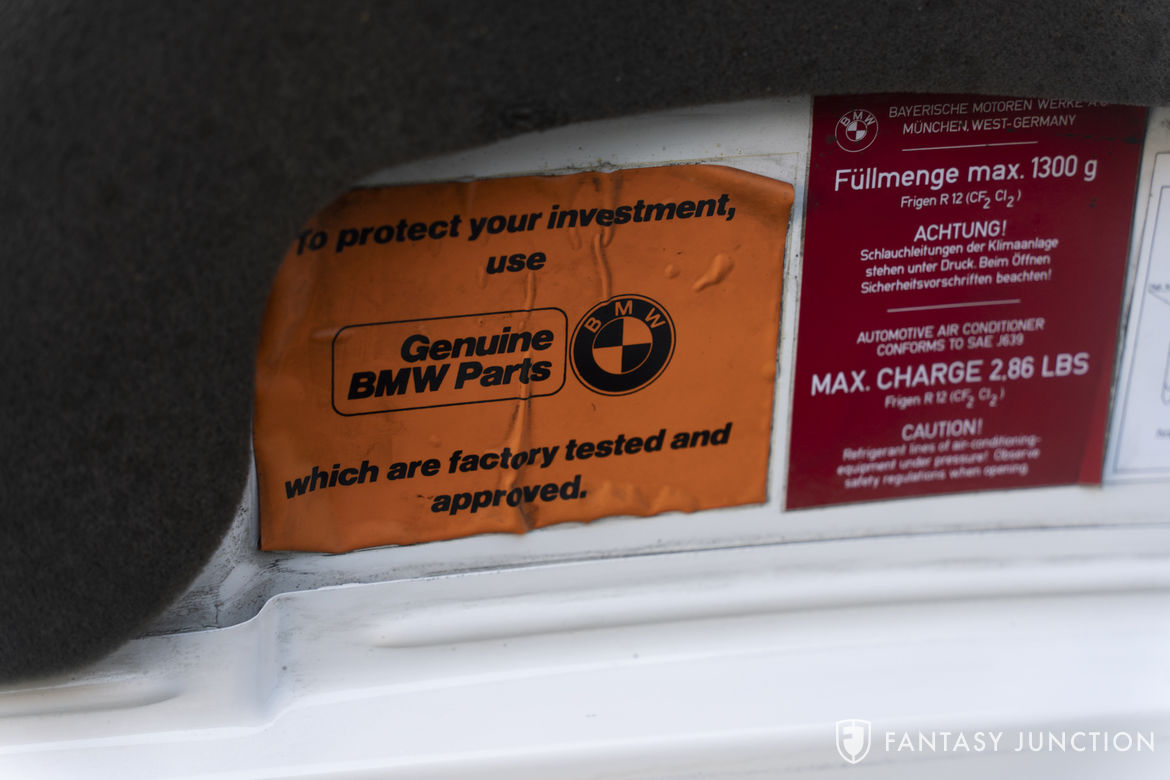 To protect your investment,
use
Genuine
BMW Parts
BMW
which are factory tested and
approved.
BMW
BAYERISCHE MOTOREN WERKE A.G.
MÜNCHEN, WEST-GERMANY
Füllmenge max. 1300 g
Frigen R 12 (CF2 Cl2)
ACHTUNG!
Schlauchleitungen der Klimaanlage
stehen unter Druck. Beim Öffnen
Sicherheitsvorschriften beachten!
AUTOMOTIVE AIR CONDITIONER
CONFORMS TO SAE J639
MAX. CHARGE 2,86 LBS
Frigen R 12 (CF2 Cl2)
CAUTION!
Refrigerant lines of air-conditioning-
equipment under pressure! Observe
safety regulations when opening
FANTASY JUNCTION